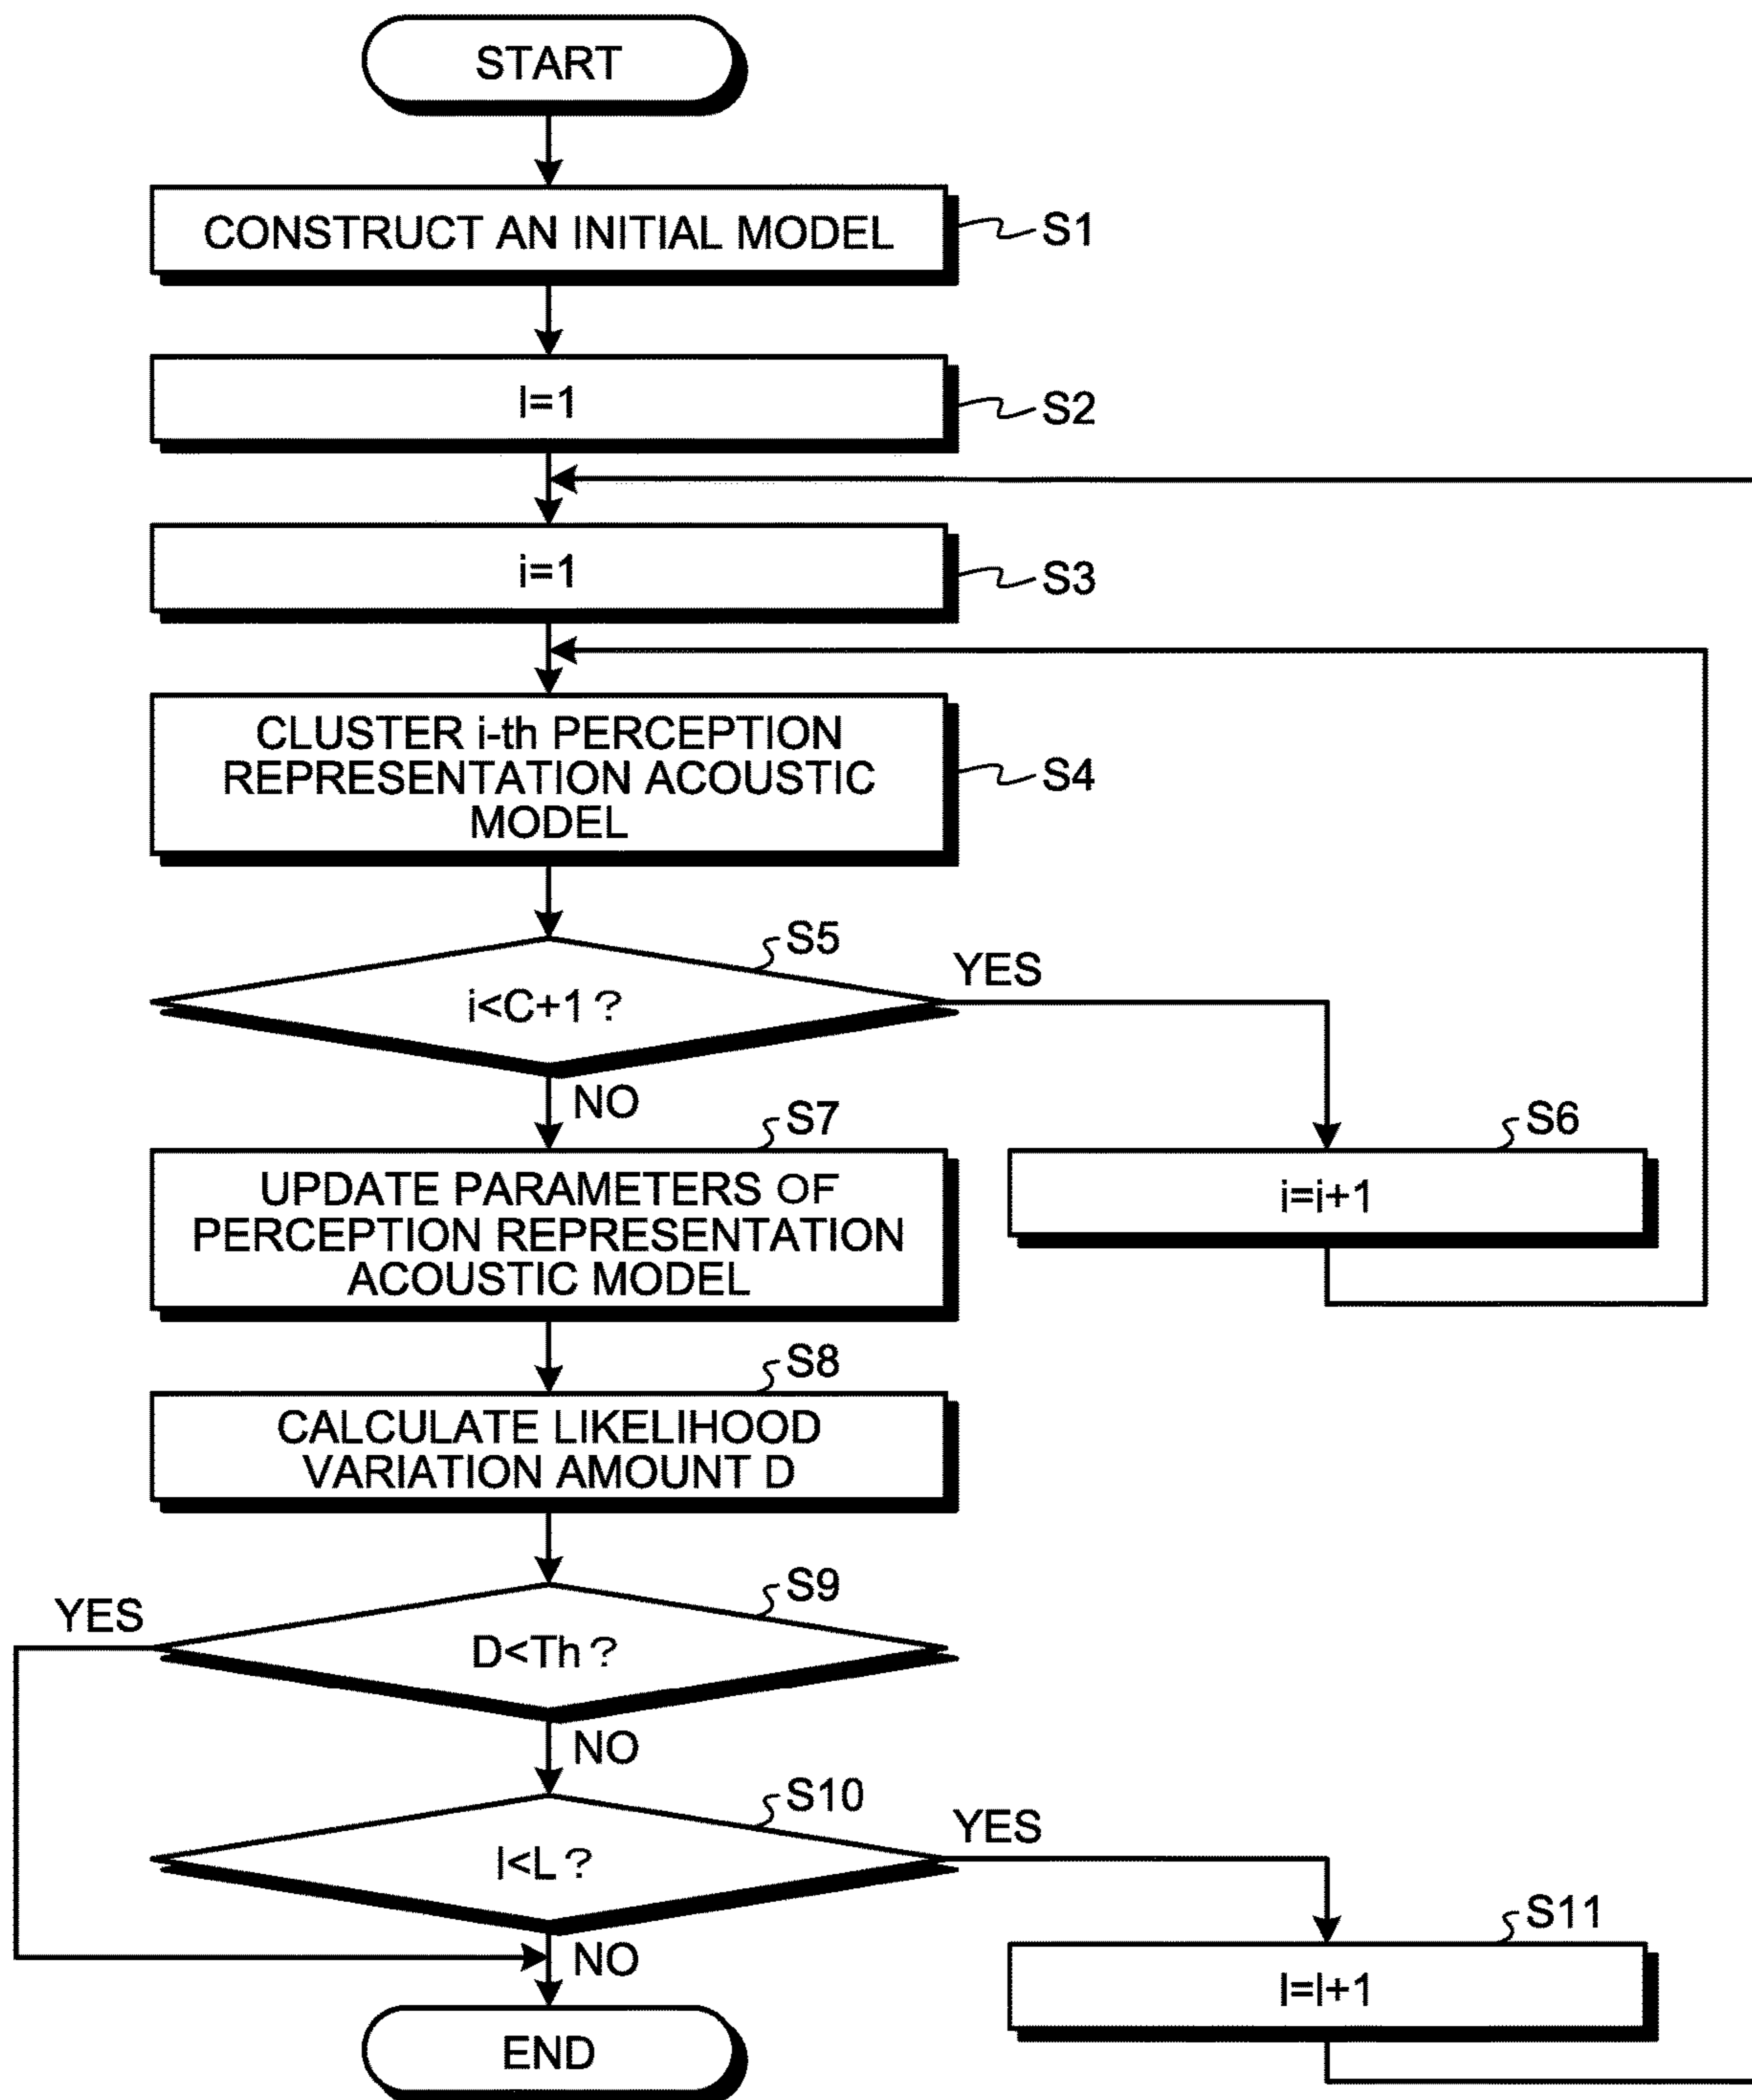 START
CONSTRUCT AN INITIAL MODEL
S1
l=1
S2
i=1
S3
CLUSTER i-th PERCEPTION
REPRESENTATION ACOUSTIC
MODEL
S4
S5
i<C+1?
YES
NO
S6
i=i+1
S7
UPDATE PARAMETERS OF
PERCEPTION REPRESENTATION
ACOUSTIC MODEL
S8
CALCULATE LIKELIHOOD
VARIATION AMOUNT D
S9
YES
D<Th?
NO
S10
l<L?
YES
NO
S11
l=l+1
END